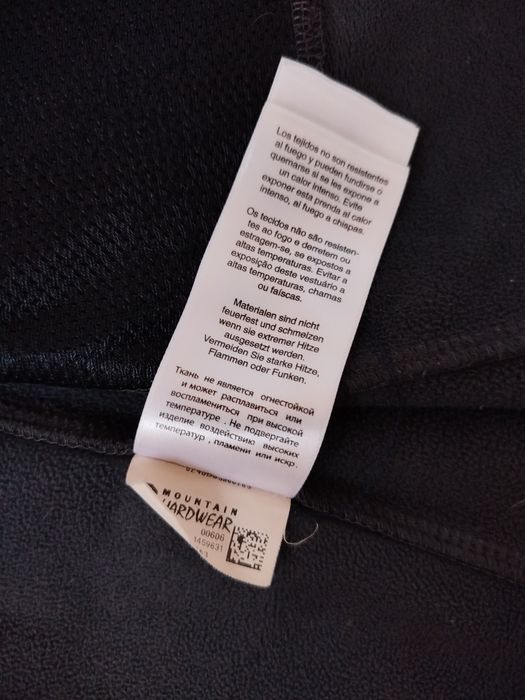 Los tejidos no son resistentes
al fuego y pueden fundirse o
quemarse si se les expone a
un calor intenso. Evite
exponer esta prenda al calor
intenso, al fuego a chispas.
Os tecidos não são resisten-
tes ao fogo e derretem ou
estragem-se, se expostos a
altas temperaturas. Evitar a
exposição deste vestuário a
altas temperaturas, chamas
ou faíscas.
Materialen sind nicht
feuerfest und schmelzen
wenn sie extremer Hitze
ausgesetzt werden.
Vermeiden Sie starke Hitze,
Flammen oder Funken.
Ткань не является огнестойкой
и может расплавиться или
воспламениться при высокой
температуре . Не подвергайте
изделие воздействию высоких
температур , пламени или искр.
MOUNTAIN
HARDWEAR
00606
1459631